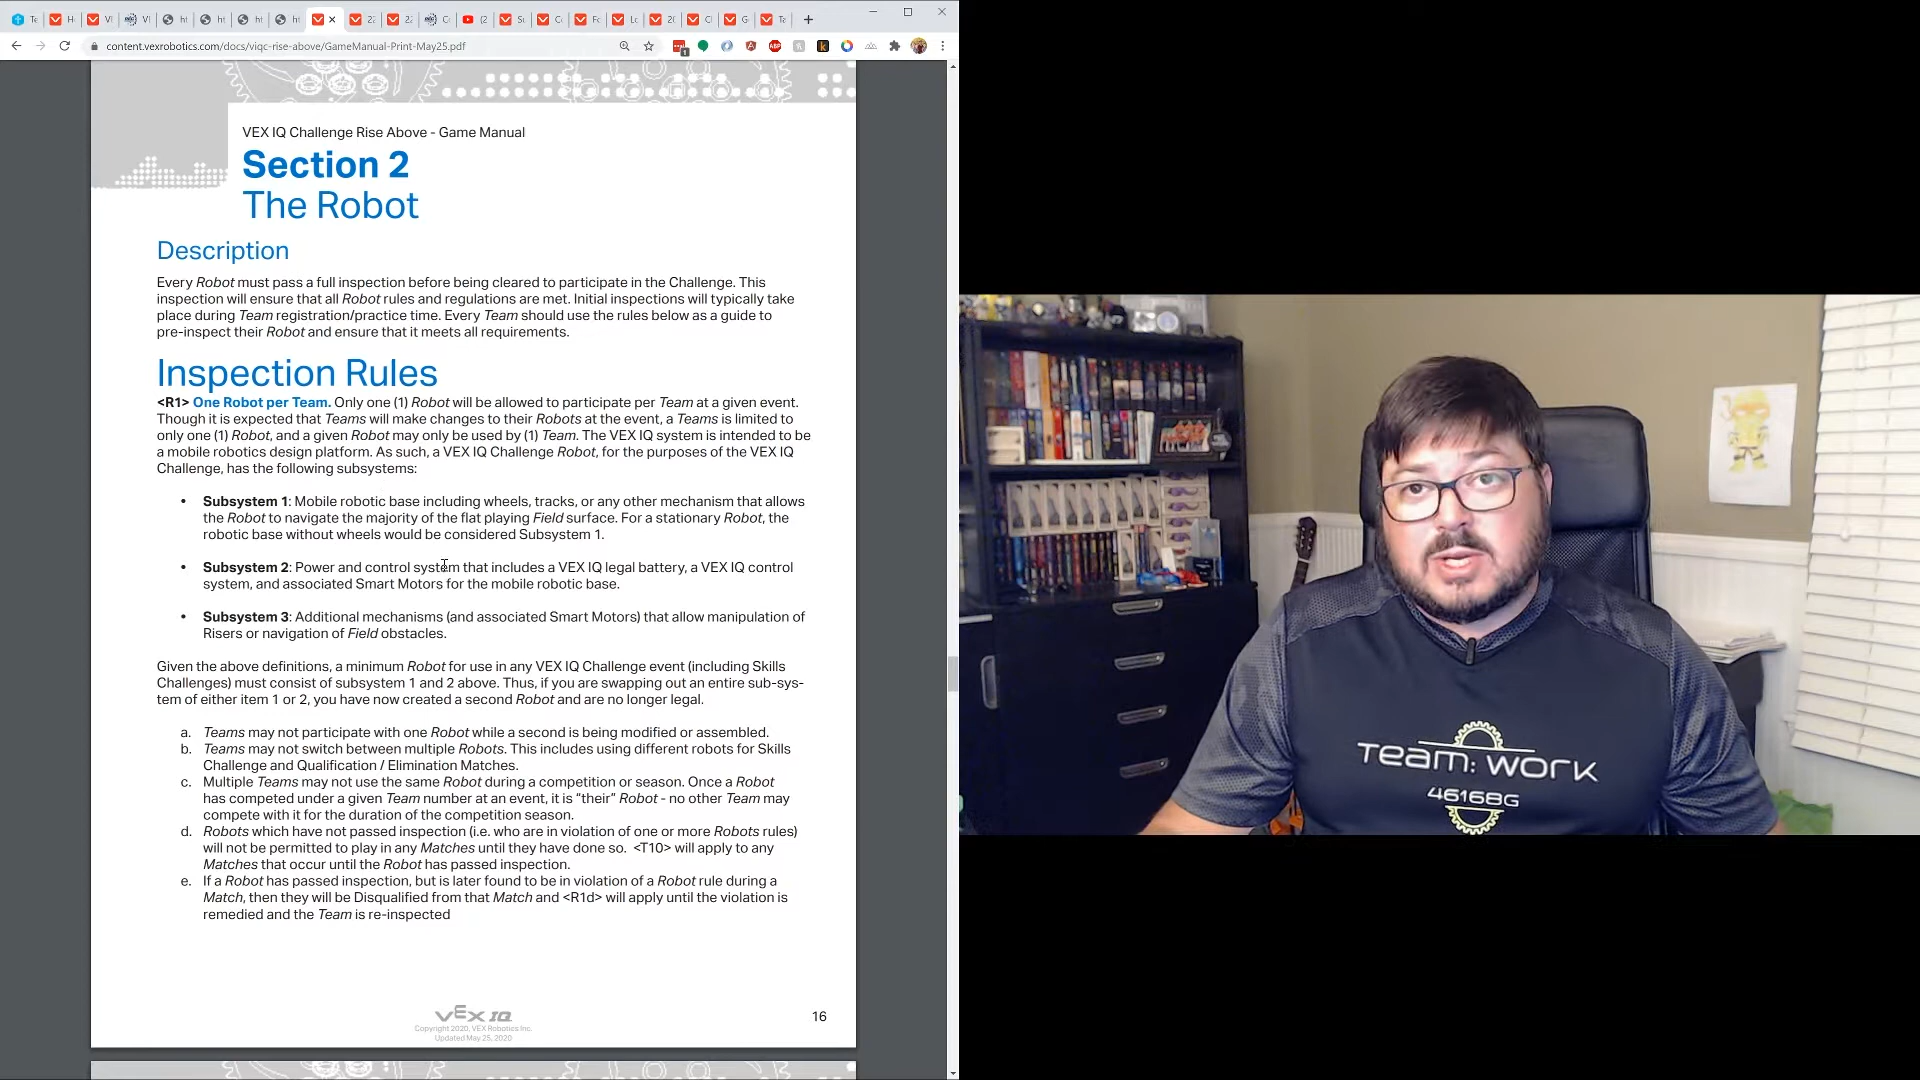 content.vexrobotics.com/docs/viqc-rise-above/GameManual-Print-May25.pdf
VEX IQ Challenge Rise Above - Game Manual
Section 2
The Robot
Description
Every Robot must pass a full inspection before being cleared to participate in the Challenge. This
inspection will ensure that all Robot rules and regulations are met. Initial inspections will typically take
place during Team registration/practice time. Every Team should use the rules below as a guide to
pre-inspect their Robot and ensure that it meets all requirements.
Inspection Rules
<R1> One Robot per Team. Only one (1) Robot will be allowed to participate per Team at a given event.
Though it is expected that Teams will make changes to their Robots at the event, a Teams is limited to
only one (1) Robot, and a given Robot may only be used by (1) Team. The VEX IQ system is intended to be
a mobile robotics design platform. As such, a VEX IQ Challenge Robot, for the purposes of the VEX IQ
Challenge, has the following subsystems:
• Subsystem 1: Mobile robotic base including wheels, tracks, or any other mechanism that allows
the Robot to navigate the majority of the flat playing Field surface. For a stationary Robot, the
robotic base without wheels would be considered Subsystem 1.
• Subsystem 2: Power and control system that includes a VEX IQ legal battery, a VEX IQ control
system, and associated Smart Motors for the mobile robotic base.
• Subsystem 3: Additional mechanisms (and associated Smart Motors) that allow manipulation of
Risers or navigation of Field obstacles.
Given the above definitions, a minimum Robot for use in any VEX IQ Challenge event (including Skills
Challenges) must consist of subsystem 1 and 2 above. Thus, if you are swapping out an entire sub-sys-
tem of either item 1 or 2, you have now created a second Robot and are no longer legal.
a. Teams may not participate with one Robot while a second is being modified or assembled.
b. Teams may not switch between multiple Robots. This includes using different robots for Skills
Challenge and Qualification / Elimination Matches.
c. Multiple Teams may not use the same Robot during a competition or season. Once a Robot
has competed under a given Team number at an event, it is “their” Robot - no other Team may
compete with it for the duration of the competition season.
d. Robots which have not passed inspection (i.e. who are in violation of one or more Robots rules)
will not be permitted to play in any Matches until they have done so. <T10> will apply to any
Matches that occur until the Robot has passed inspection.
e. If a Robot has passed inspection, but is later found to be in violation of a Robot rule during a
Match, then they will be Disqualified from that Match and <R1d> will apply until the violation is
remedied and the Team is re-inspected
VEX IQ
Copyright 2020, VEX Robotics Inc.
Updated May 25, 2020
16
Team: Work
46168G